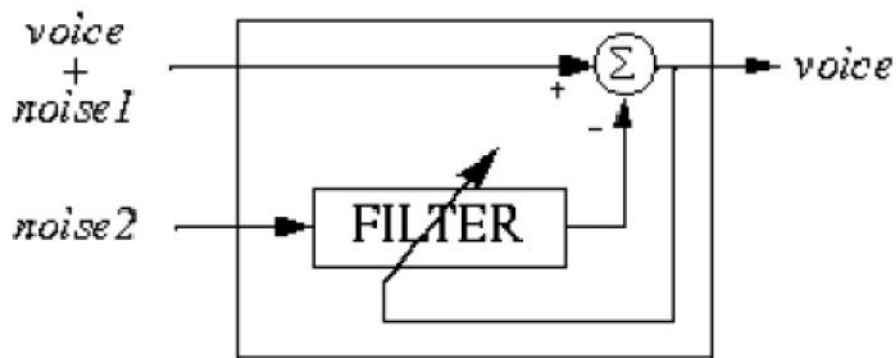 voice
+
noise1
Σ
voice
+
-
noise2
FILTER